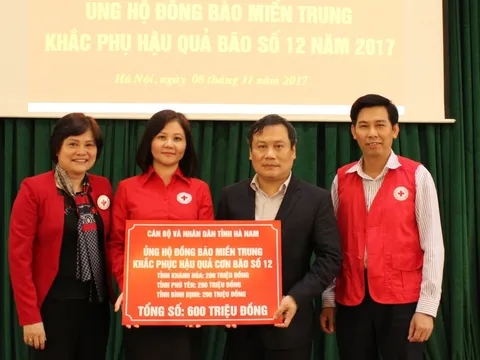 ỦNG HỘ ĐỒNG BÀO MIỀN TRUNG
KHẮC PHỤ HẬU QUẢ BÃO SỐ 12 NĂM 2017
Hà Nội, ngày 08 tháng 11 năm 2017
CÁN BỘ VÀ NHÂN DÂN TỈNH HÀ NAM
ỦNG HỘ ĐỒNG BÀO MIỀN TRUNG
KHẮC PHỤC HẬU QUẢ CƠN BÃO SỐ 12
TỈNH KHÁNH HÒA: 200 TRIỆU ĐỒNG
TỈNH PHÚ YÊN: 200 TRIỆU ĐỒNG
TỈNH BÌNH ĐỊNH: 200 TRIỆU ĐỒNG
TỔNG SỐ: 600 TRIỆU ĐỒNG